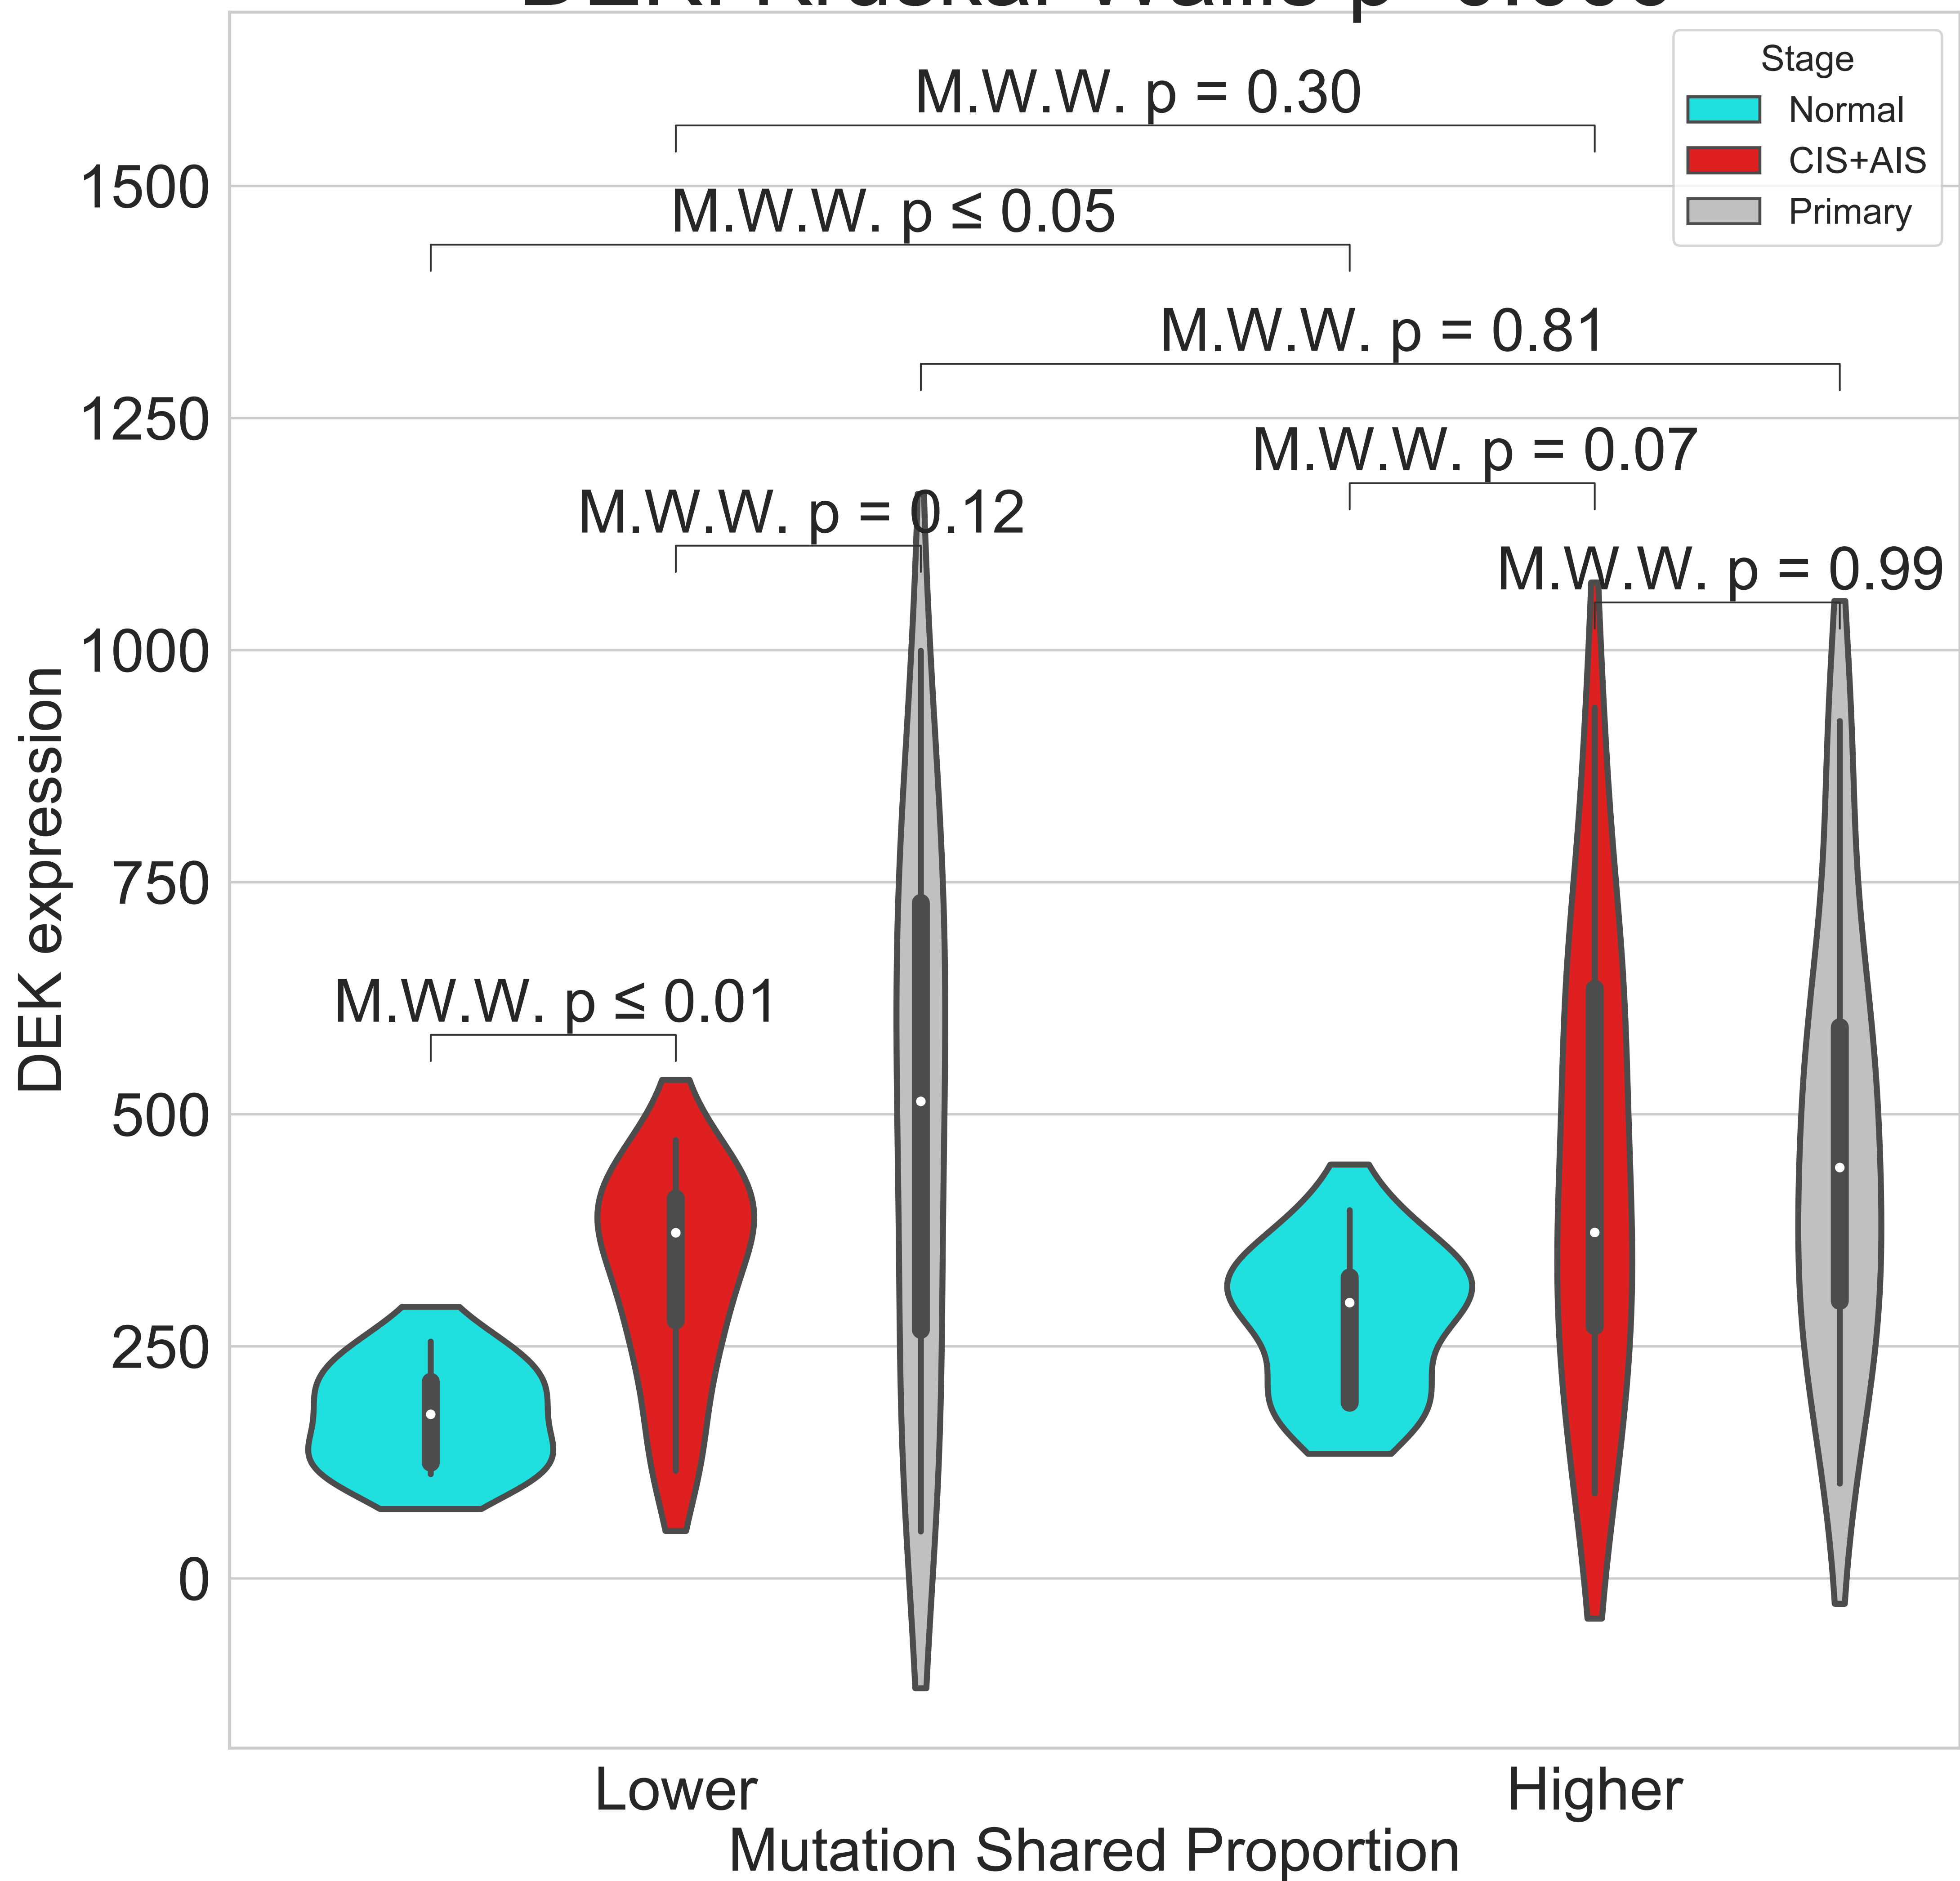 Stage
Normal
CIS+AIS
Primary
M.W.W. p = 0.30
M.W.W. p ≤ 0.05
M.W.W. p = 0.81
M.W.W. p = 0.07
M.W.W. p = 0.12
M.W.W. p = 0.99
M.W.W. p ≤ 0.01
1500
1250
1000
750
500
250
0
DEK expression
Lower
Higher
Mutation Shared Proportion